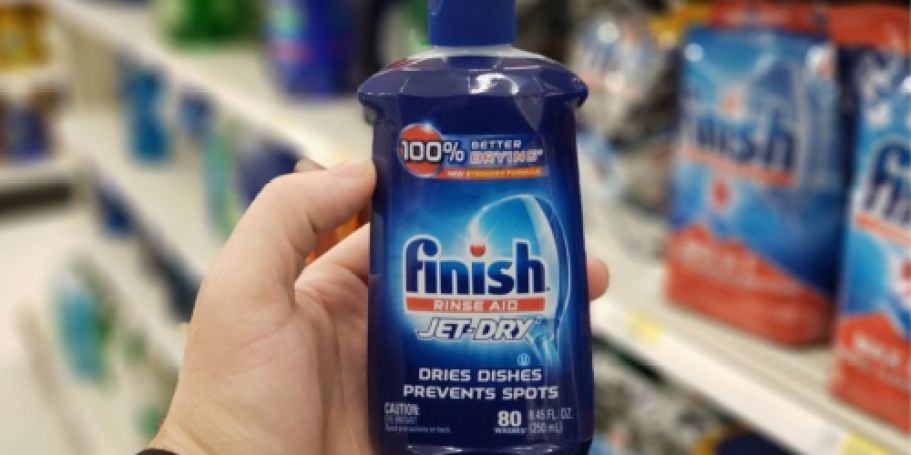 100% BETTER
DRYING*
NEW STRONGER FORMULA
finish
RINSE AID
JET-DRY
DRIES DISHES
PREVENTS SPOTS
CAUTION:
80
WASHES
8.45 FL. OZ.
(250 mL)
finish
finish